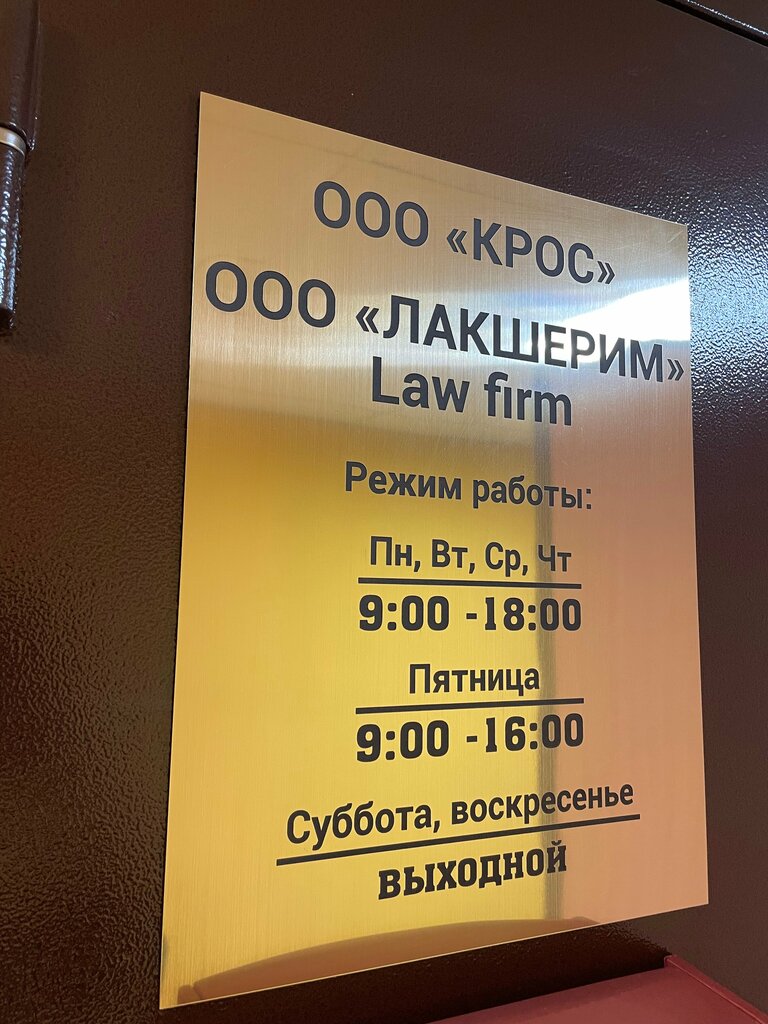 ООО «КРОС»
ООО «ЛАКШЕРИМ»
Law firm
Режим работы:
Пн, Вт, Ср, Чт
9:00 -18:00
Пятница
9:00 -16:00
Суббота, воскресенье
выходной